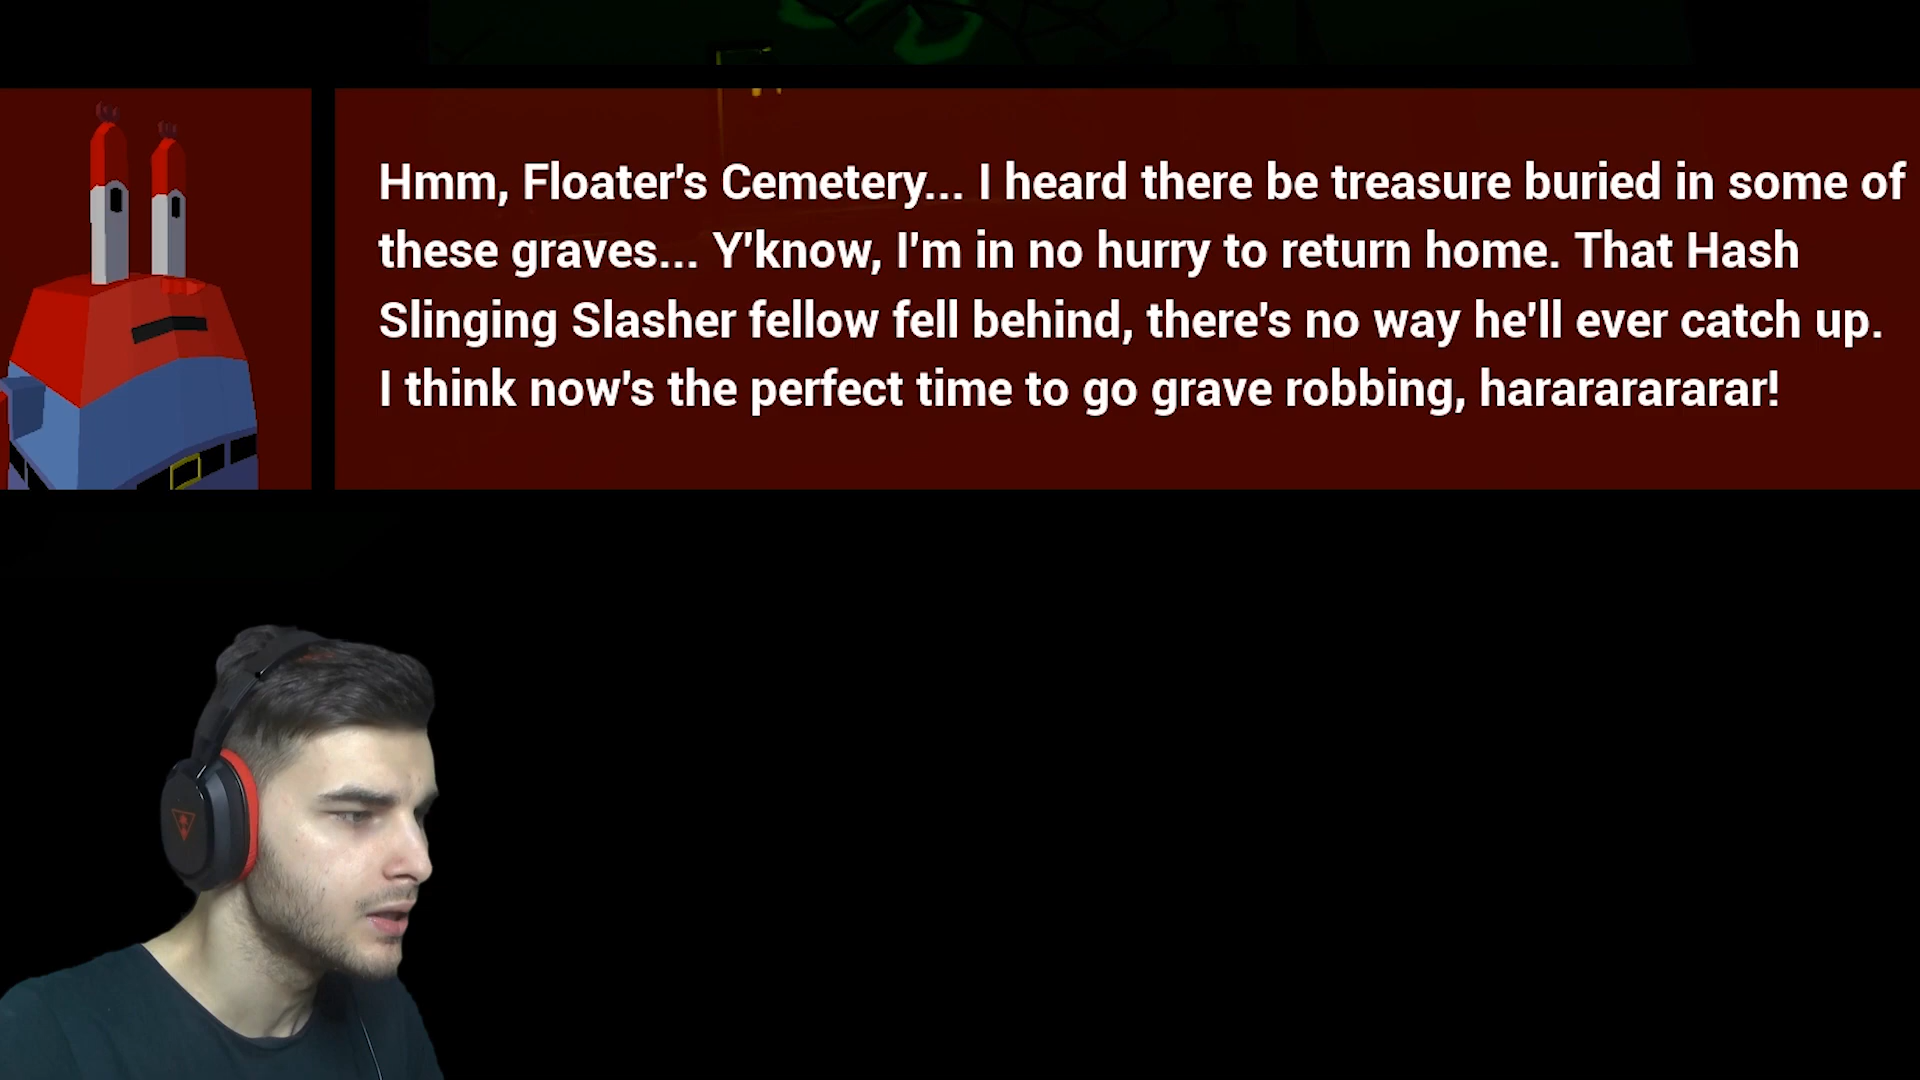 Hmm, Floater's Cemetery... I heard there be treasure buried in some of
these graves... Y'know, I'm in no hurry to return home. That Hash
Slinging Slasher fellow fell behind, there's no way he'll ever catch up.
I think now's the perfect time to go grave robbing, harararararar!